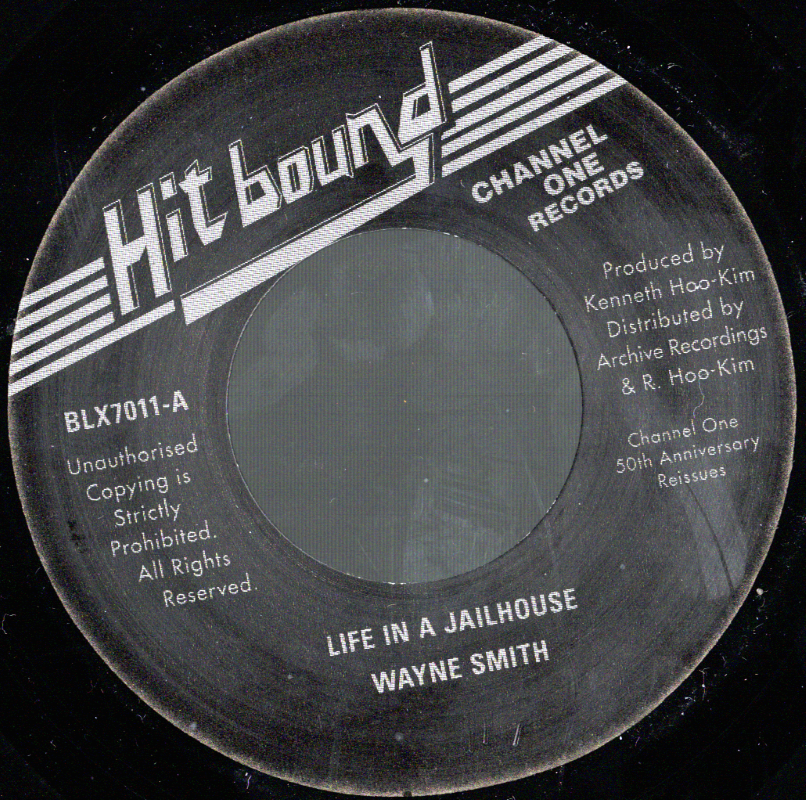 Hit bound
CHANNEL
ONE
RECORDS
Produced by
Kenneth Hoo-Kim
Distributed by
Archive Recordings
& R. Hoo-Kim
Channel One
50th Anniversary
Reissues
BLX7011-A
Unauthorised
Copying is
Strictly
Prohibited.
All Rights
Reserved.
LIFE IN A JAILHOUSE
WAYNE SMITH